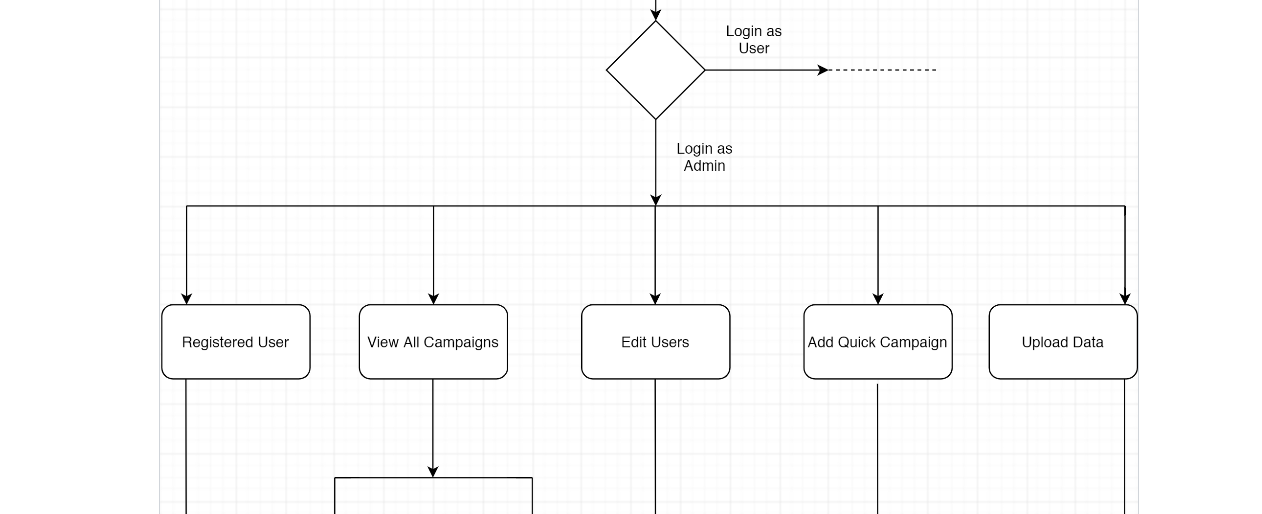 Login as
User
Login as
Admin
Registered User
View All Campaigns
Edit Users
Add Quick Campaign
Upload Data